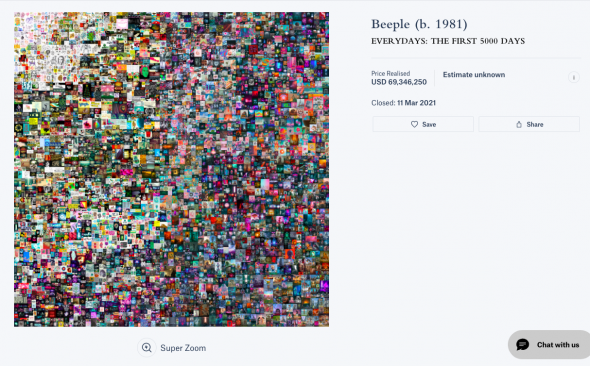 Beeple (b. 1981)
EVERYDAYS: THE FIRST 5000 DAYS
Price Realised
USD 69,346,250
Estimate unknown
Closed: 11 Mar 2021
Save
Share
Super Zoom
Chat with us